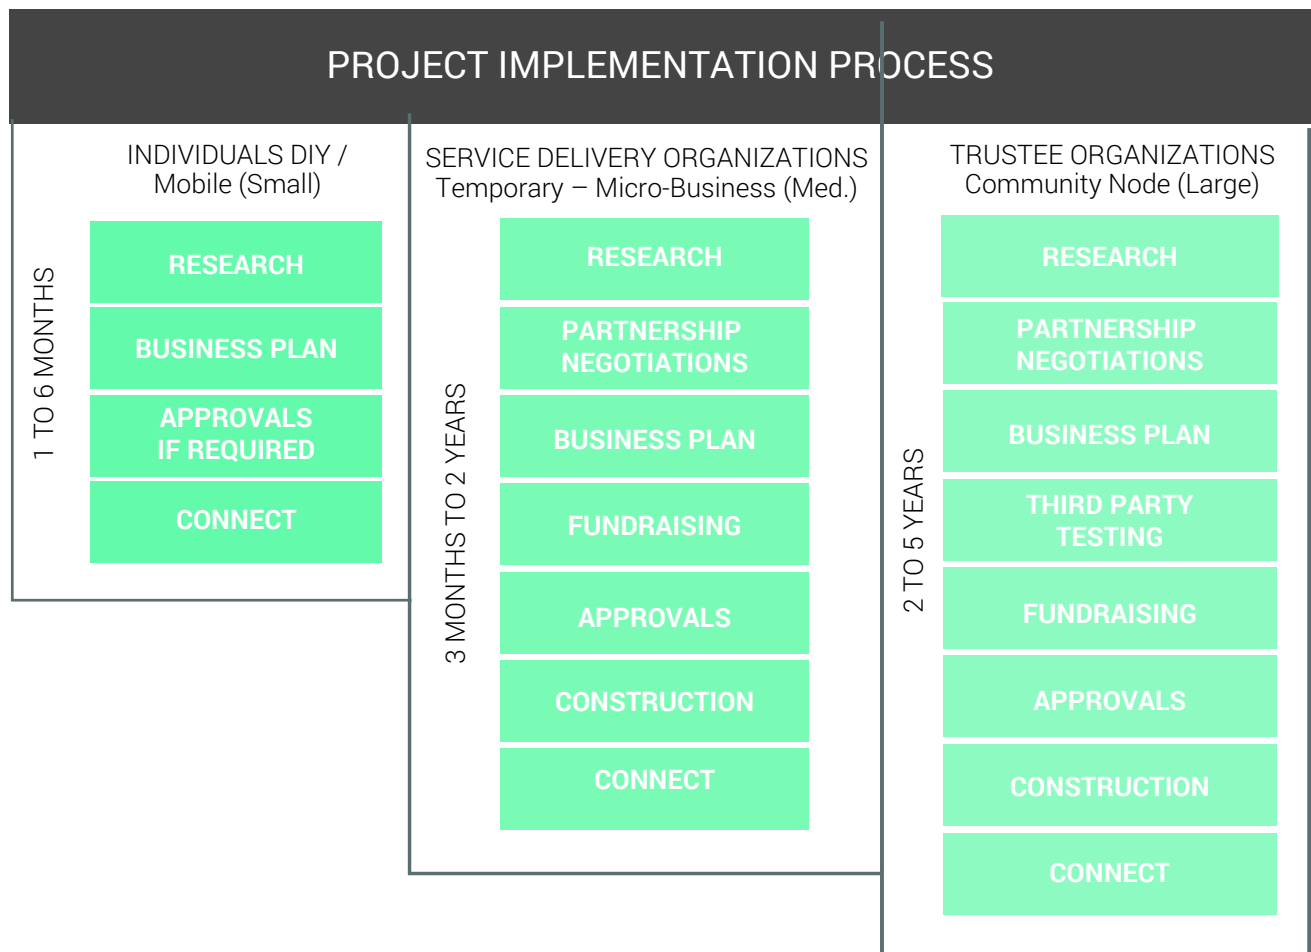 PROJECT IMPLEMENTATION PROCESS
INDIVIDUALS DIY /
Mobile (Small)
1 TO 6 MONTHS
RESEARCH
BUSINESS PLAN
APPROVALS
IF REQUIRED
CONNECT
SERVICE DELIVERY ORGANIZATIONS
Temporary – Micro-Business (Med.)
3 MONTHS TO 2 YEARS
RESEARCH
PARTNERSHIP
NEGOTIATIONS
BUSINESS PLAN
FUNDRAISING
APPROVALS
CONSTRUCTION
CONNECT
TRUSTEE ORGANIZATIONS
Community Node (Large)
2 TO 5 YEARS
RESEARCH
PARTNERSHIP
NEGOTIATIONS
BUSINESS PLAN
THIRD PARTY
TESTING
FUNDRAISING
APPROVALS
CONSTRUCTION
CONNECT